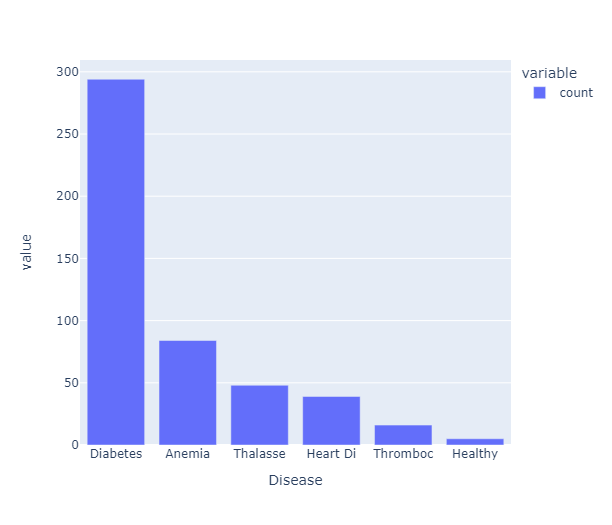 variable
count
300
250
200
150
100
50
0
value
Diabetes Anemia Thalasse Heart Di Thromboc Healthy
Disease